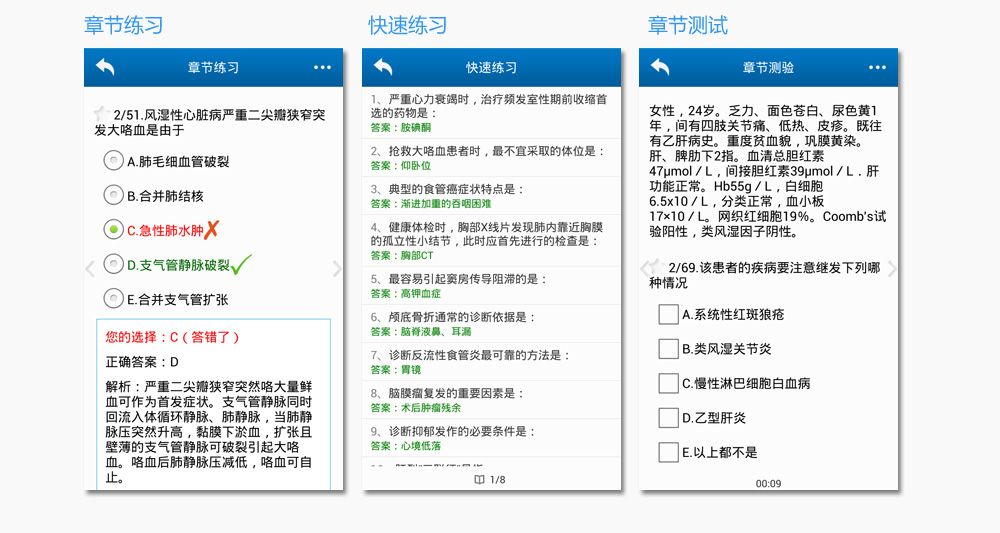 章节练习
章节练习
2/51.风湿性心脏病严重二尖瓣狭窄突
发大咯血是由于
A.肺毛细血管破裂
B.合并肺结核
C.急性肺水肿
D.支气管静脉破裂
E.合并支气管扩张
您的选择：C（答错了）
正确答案：D
解析：严重二尖瓣狭窄突然咯大量鲜
血可作为首发症状。支气管静脉同时
回流入体循环静脉、肺静脉，当肺静
脉压突然升高，黏膜下淤血，扩张且
壁薄的支气管静脉可破裂引起大咯
血。咯血后肺静脉压减低，咯血可自
止。
快速练习
快速练习
1、严重心力衰竭时，治疗频发室性期前收缩首
选的药物是：
答案：胺碘酮
2、抢救大咯血患者时，最不宜采取的体位是：
答案：仰卧位
3、典型的食管癌症状特点是：
答案：渐进加重的吞咽困难
4、健康体检时，胸部X线片发现肺内靠近胸膜
的孤立性小结节，此时应首先进行的检查是：
答案：胸部CT
5、最容易引起窦房传导阻滞的是：
答案：高钾血症
6、颅底骨折通常的诊断依据是：
答案：脑脊液鼻、耳漏
7、诊断反流性食管炎最可靠的方法是：
答案：胃镜
8、脑膜瘤复发的重要因素是：
答案：术后肿瘤残余
9、诊断抑郁发作的必要条件是：
答案：心境低落
1/8
章节测试
章节测验
女性，24岁。乏力、面色苍白、尿色黄1
年，间有四肢关节痛、低热、皮疹。既往
有乙肝病史。重度贫血貌，巩膜黄染。
肝、脾肋下2指。血清总胆红素
47μmol／L，间接胆红素39μmol／L．肝
功能正常。Hb55g／L，白细胞
6.5x10／L，分类正常，血小板
17×10／L。网织红细胞19%。Coomb's试
验阳性，类风湿因子阴性。
2/69.该患者的疾病要注意继发下列哪
种情况
A.系统性红斑狼疮
B.类风湿关节炎
C.慢性淋巴细胞白血病
D.乙型肝炎
E.以上都不是
00:09